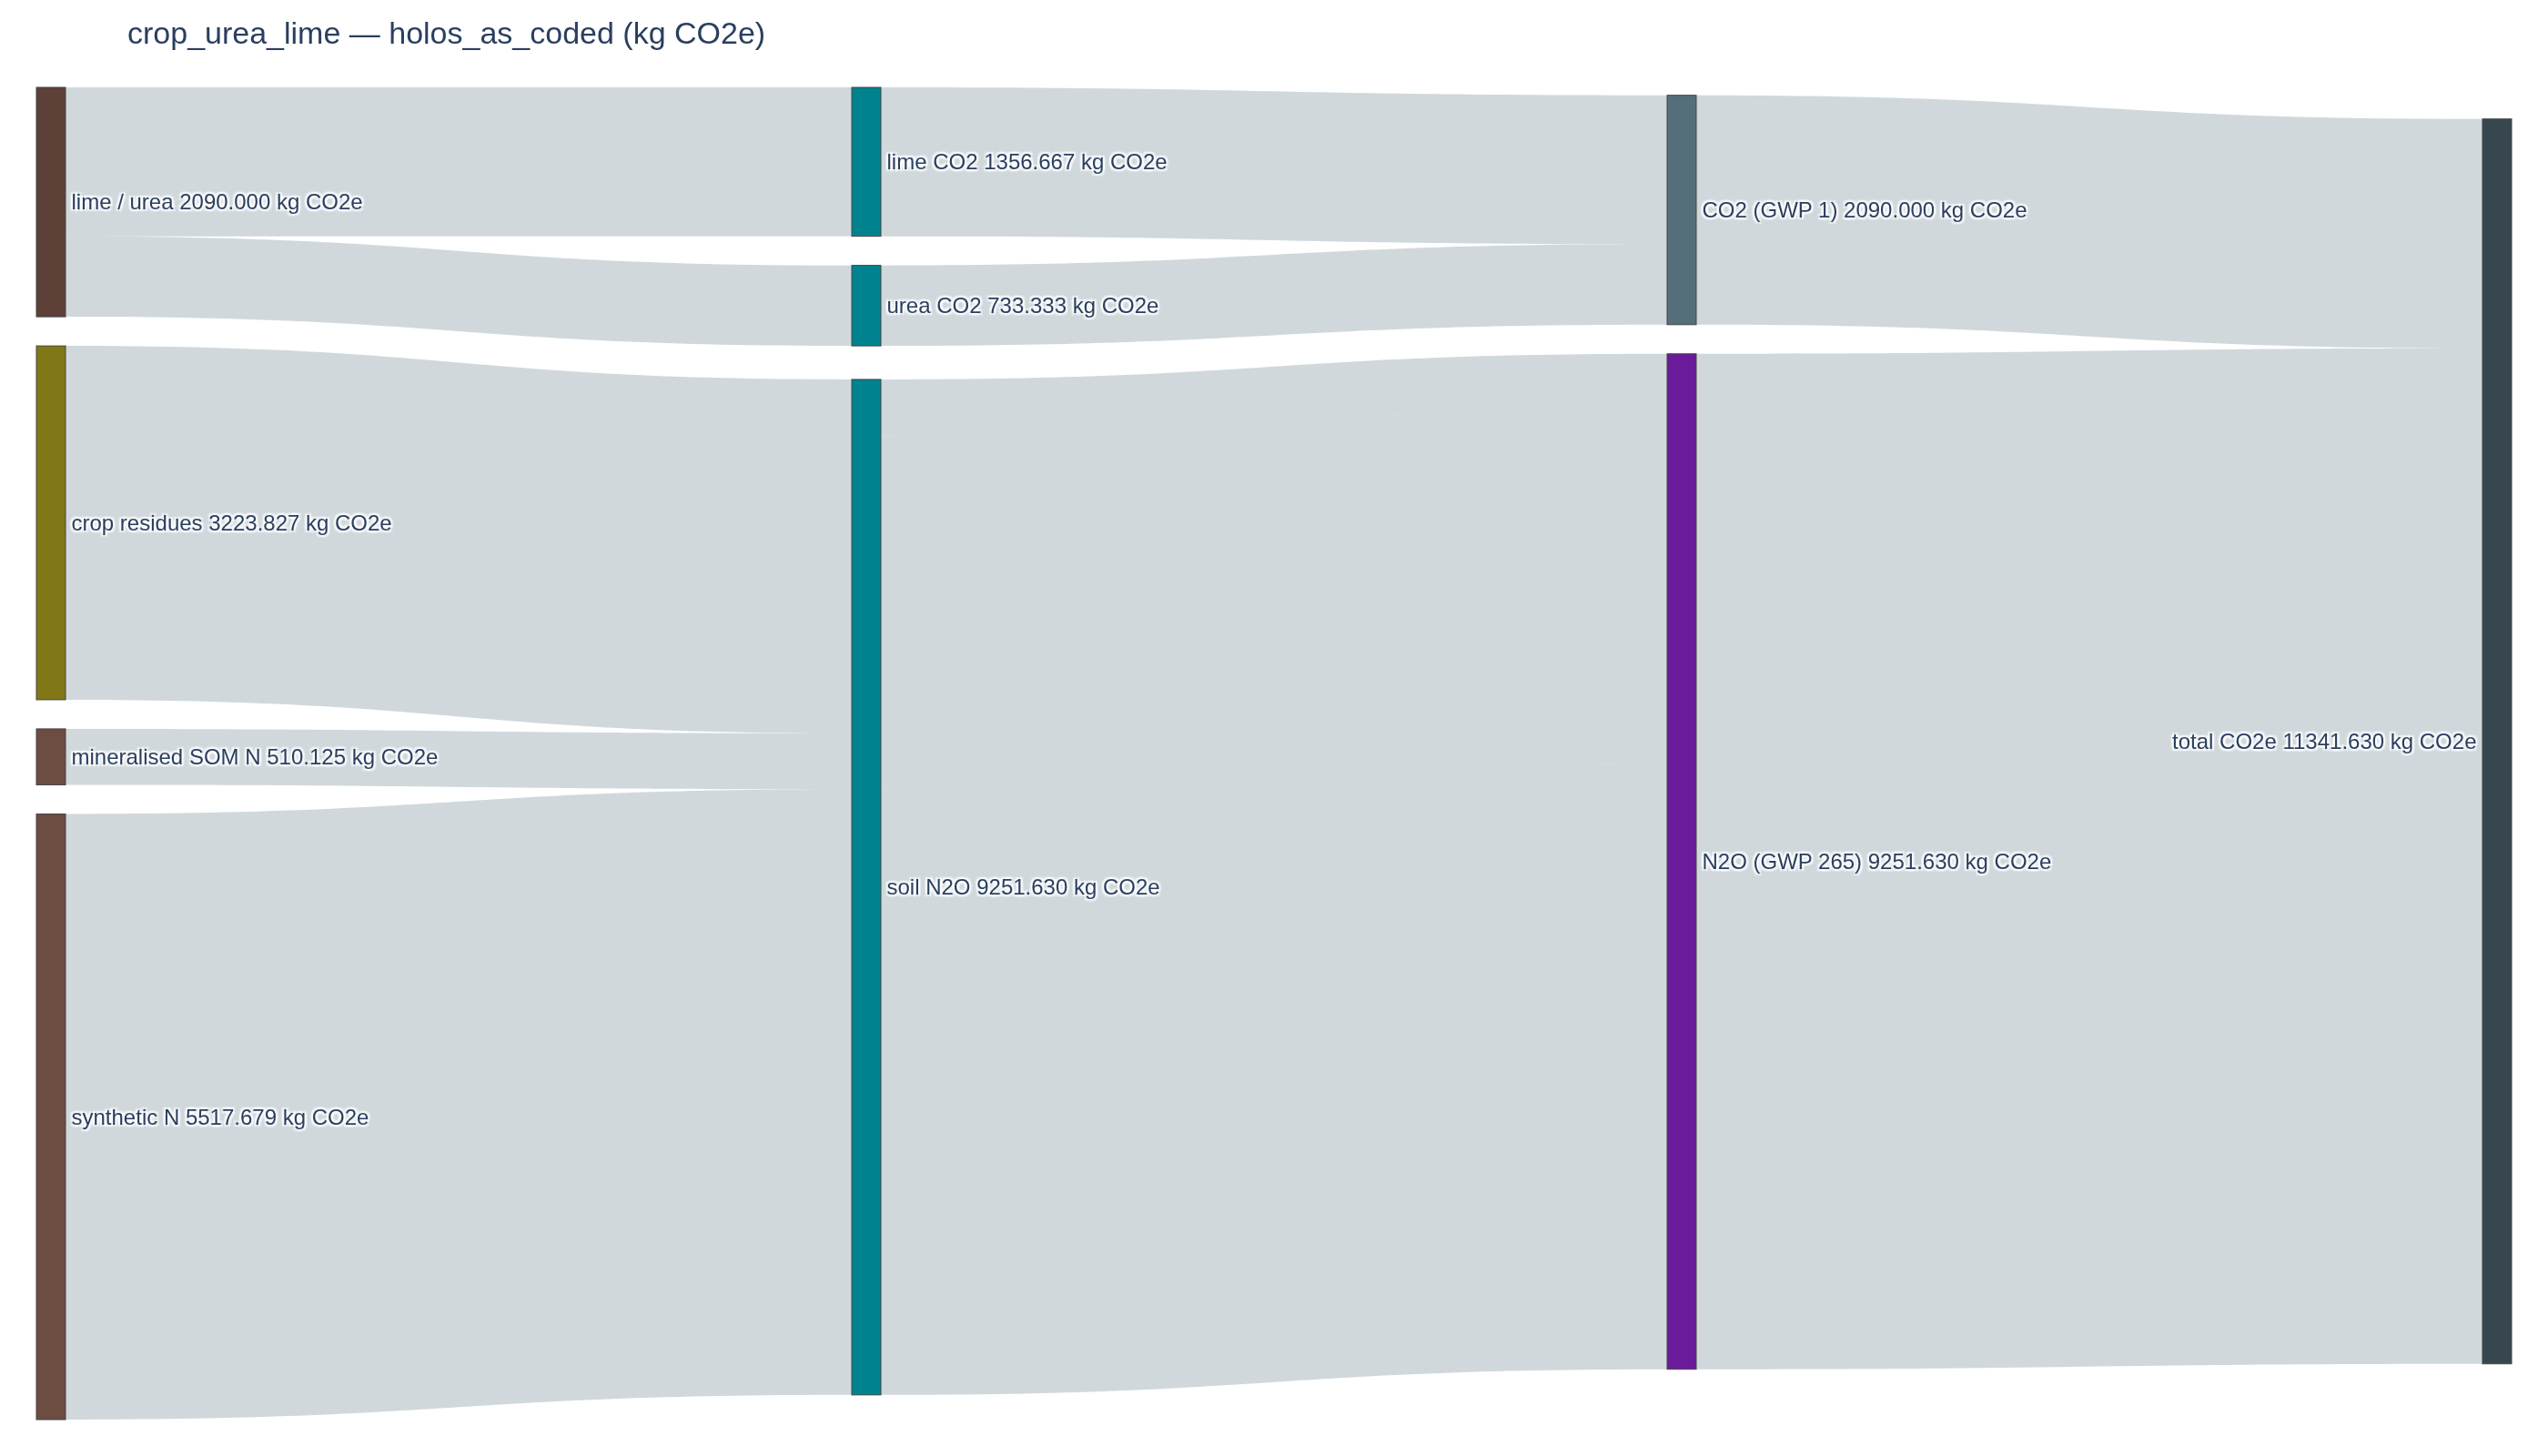 crop_urea_lime — holos_as_coded (kg CO2e)
lime / urea 2090.000 kg CO2e
crop residues 3223.827 kg CO2e
mineralised SOM N 510.125 kg CO2e
synthetic N 5517.679 kg CO2e
lime CO2 1356.667 kg CO2e
urea CO2 733.333 kg CO2e
soil N2O 9251.630 kg CO2e
CO2 (GWP 1) 2090.000 kg CO2e
N2O (GWP 265) 9251.630 kg CO2e
total CO2e 11341.630 kg CO2e